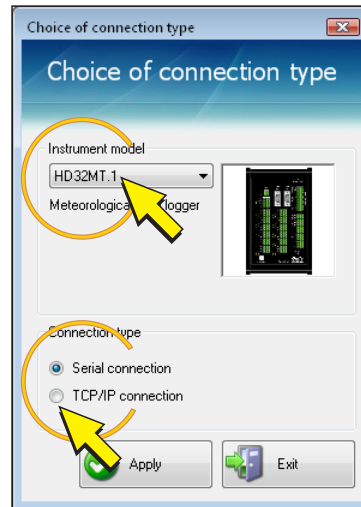 Choice of connection type
Choice of connection type
Instrument model
HD32MT.1
Meteorological logger
Connection type
Serial connection
TCP/IP connection
Apply
Exit